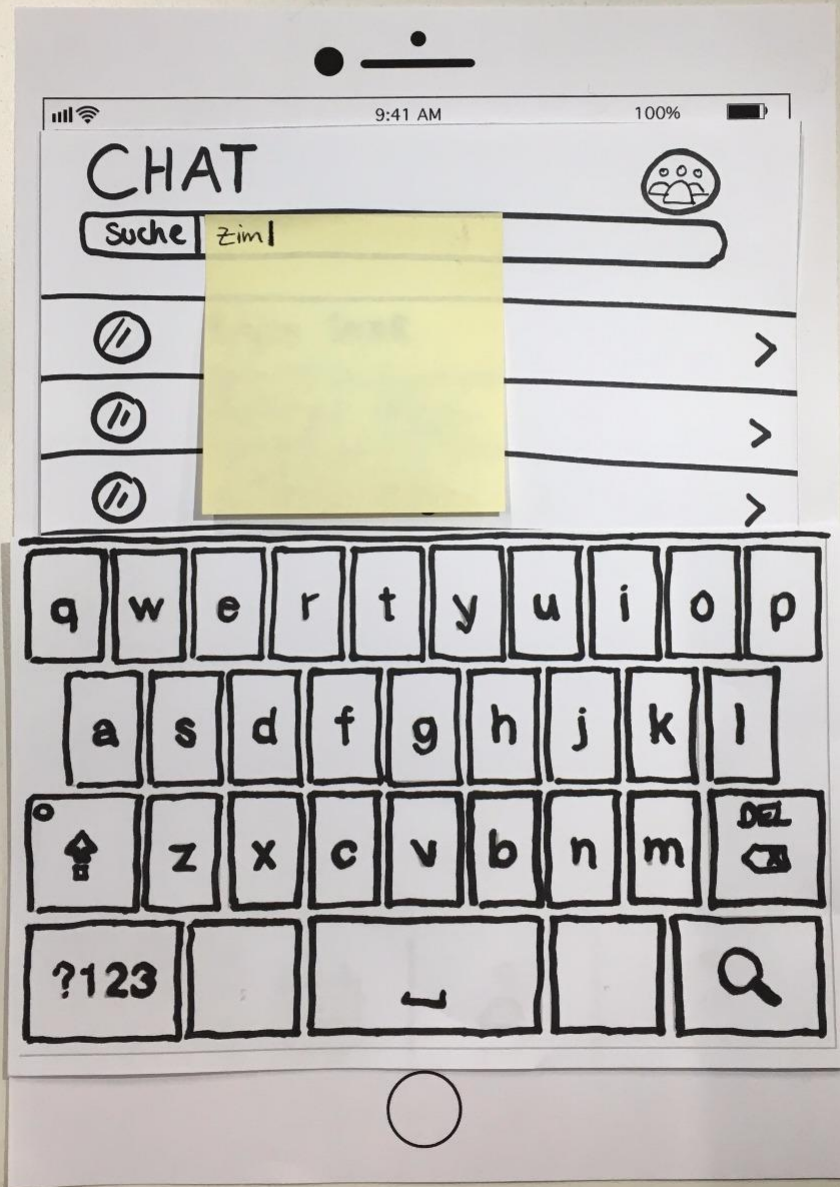 9:41 AM 100%
CHAT
Suche Zim
q w e r t y u i o p
a s d f g h j k l
z x c v b n m DEL
?123